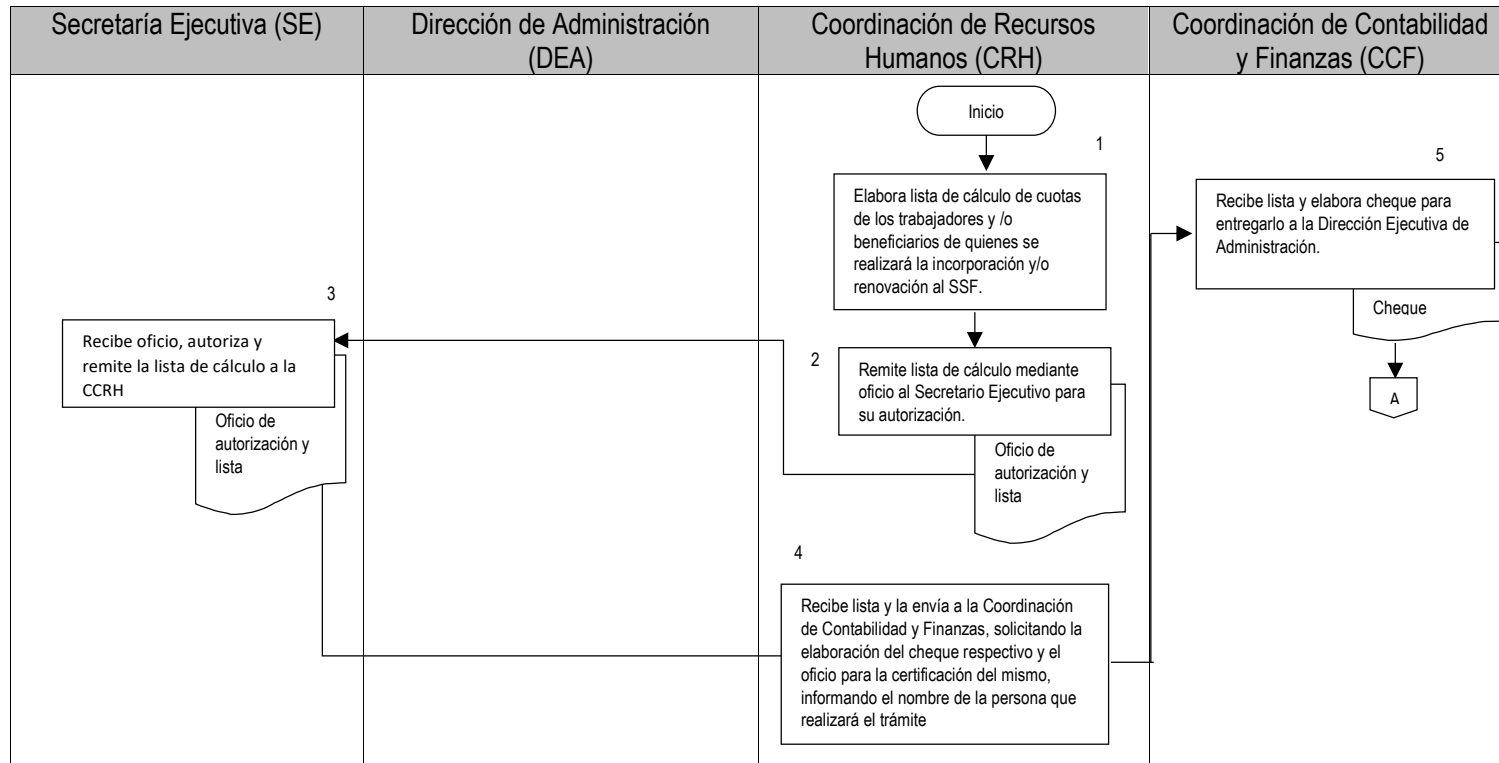 Secretaría Ejecutiva (SE)
Dirección de Administración
(DEA)
Coordinación de Recursos
Humanos (CRH)
Coordinación de Contabilidad
y Finanzas (CCF)
Inicio
1
Elabora lista de cálculo de cuotas
de los trabajadores y /o
beneficiarios de quienes se
realizará la incorporación y/o
renovación al SSF.
2
Remite lista de cálculo mediante
oficio al Secretario Ejecutivo para
su autorización.
Oficio de
autorización y
lista
3
Recibe oficio, autoriza y
remite la lista de cálculo a la
CCRH
Oficio de
autorización y
lista
4
Recibe lista y la envía a la Coordinación
de Contabilidad y Finanzas, solicitando la
elaboración del cheque respectivo y el
oficio para la certificación del mismo,
informando el nombre de la persona que
realizará el trámite
5
Recibe lista y elabora cheque para
entregarlo a la Dirección Ejecutiva de
Administración.
Cheque
A